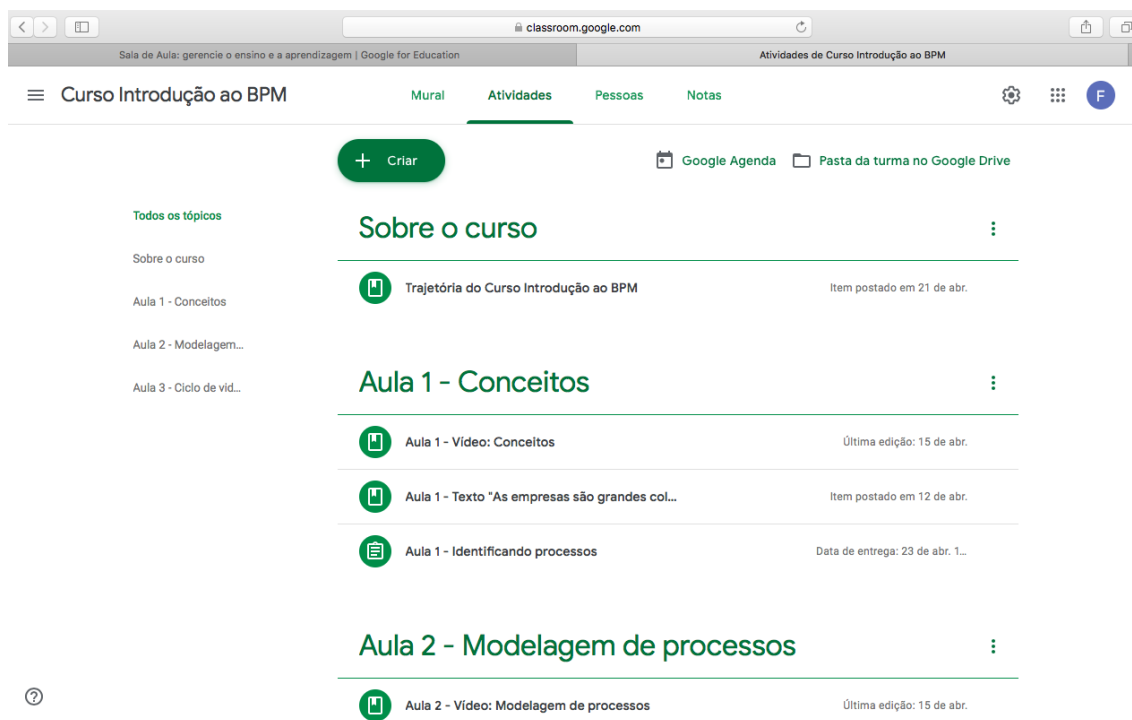 classroom.google.com
Sala de Aula: gerencie o ensino e a aprendizagem | Google for Education
Atividades de Curso Introdução ao BPM
Curso Introdução ao BPM
Mural
Atividades
Pessoas
Notas
F
+ Criar
Google Agenda
Pasta da turma no Google Drive
Todos os tópicos
Sobre o curso
Aula 1 - Conceitos
Aula 2 - Modelagem...
Aula 3 - Ciclo de vid...
Sobre o curso
Trajetória do Curso Introdução ao BPM
Item postado em 21 de abr.
Aula 1 - Conceitos
Aula 1 - Vídeo: Conceitos
Última edição: 15 de abr.
Aula 1 - Texto "As empresas são grandes col...
Item postado em 12 de abr.
Aula 1 - Identificando processos
Data de entrega: 23 de abr. 1...
Aula 2 - Modelagem de processos
Aula 2 - Vídeo: Modelagem de processos
Última edição: 15 de abr.
?